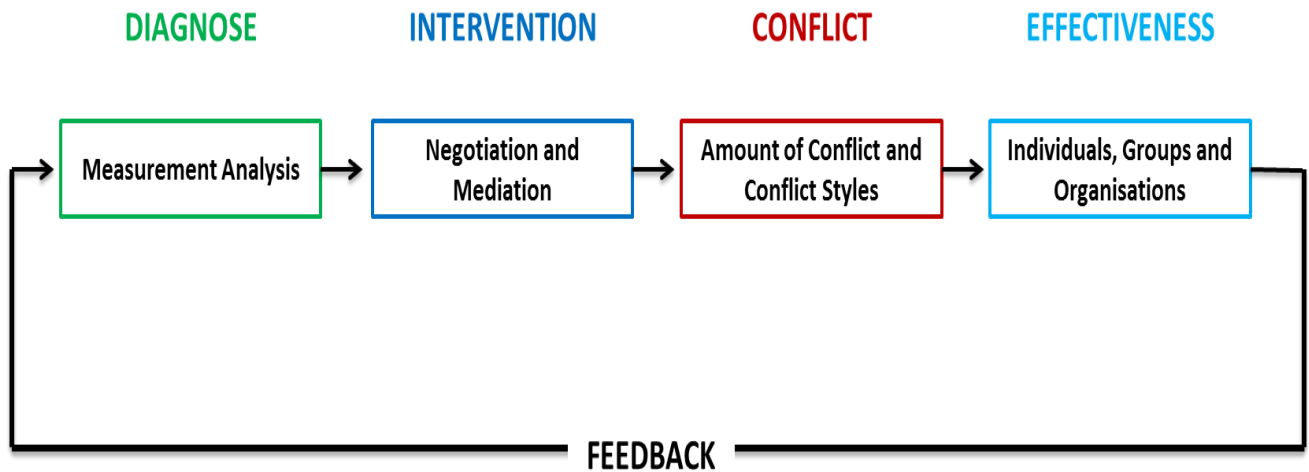 DIAGNOSE
INTERVENTION
CONFLICT
EFFECTIVENESS
Measurement Analysis
Negotiation and
Mediation
Amount of Conflict and
Conflict Styles
Individuals, Groups and
Organisations
FEEDBACK